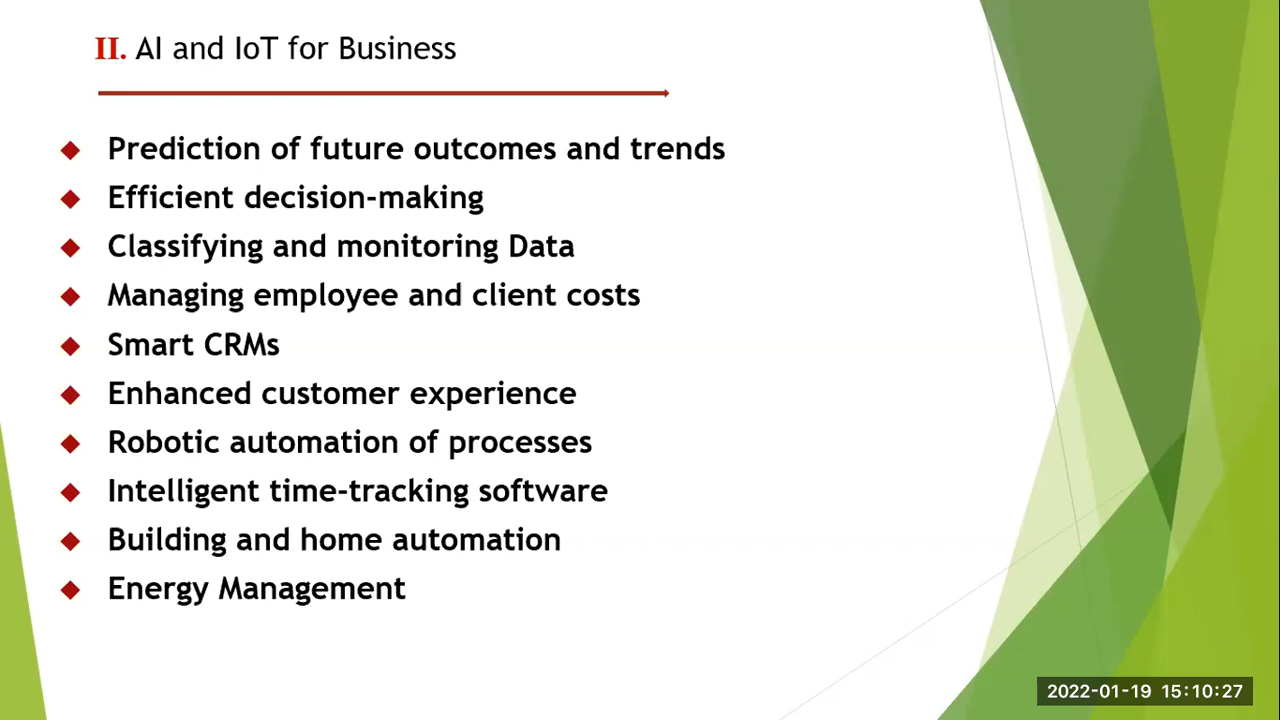 II. AI and IoT for Business
Prediction of future outcomes and trends
Efficient decision-making
Classifying and monitoring Data
Managing employee and client costs
Smart CRMs
Enhanced customer experience
Robotic automation of processes
Intelligent time-tracking software
Building and home automation
Energy Management
2022-01-19 15:10:27